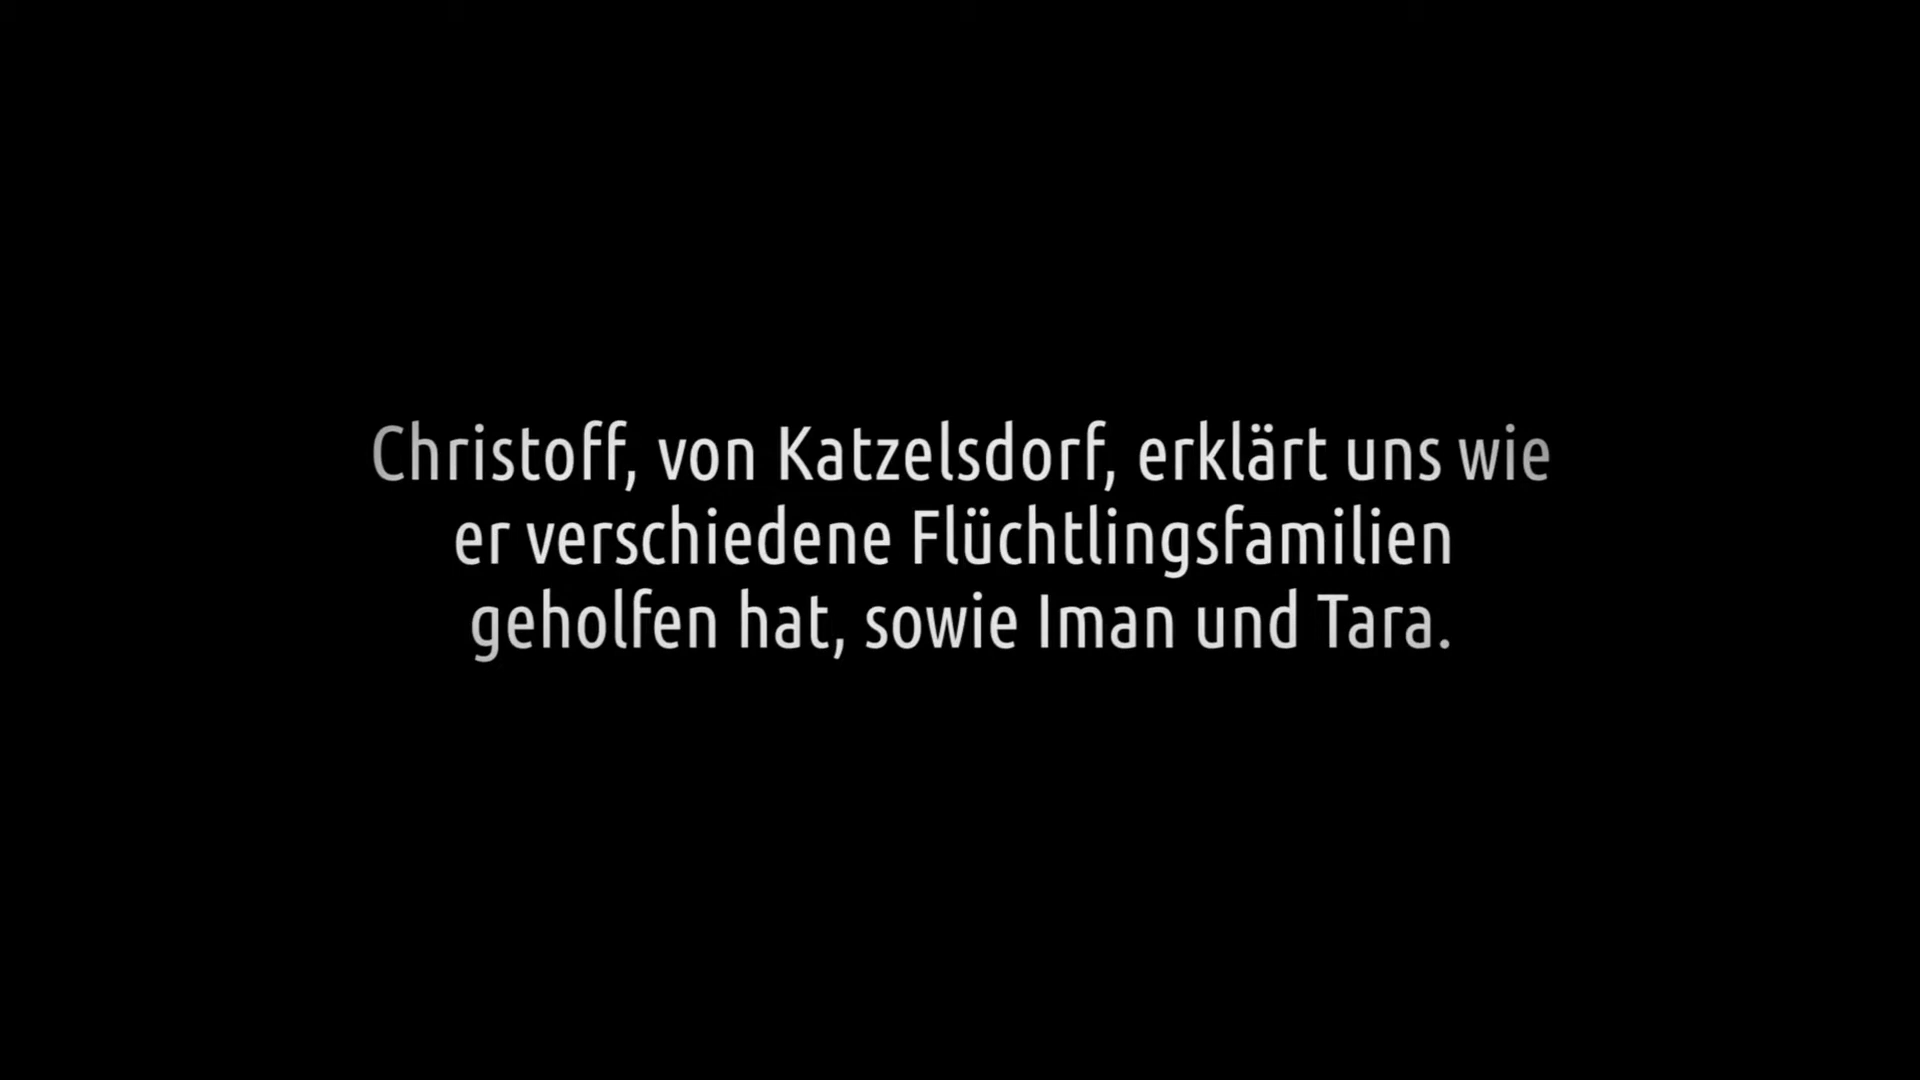 Christoff, von Katzelsdorf, erklärt uns wie
er verschiedene Flüchtlingsfamilien
geholfen hat, sowie Iman und Tara.